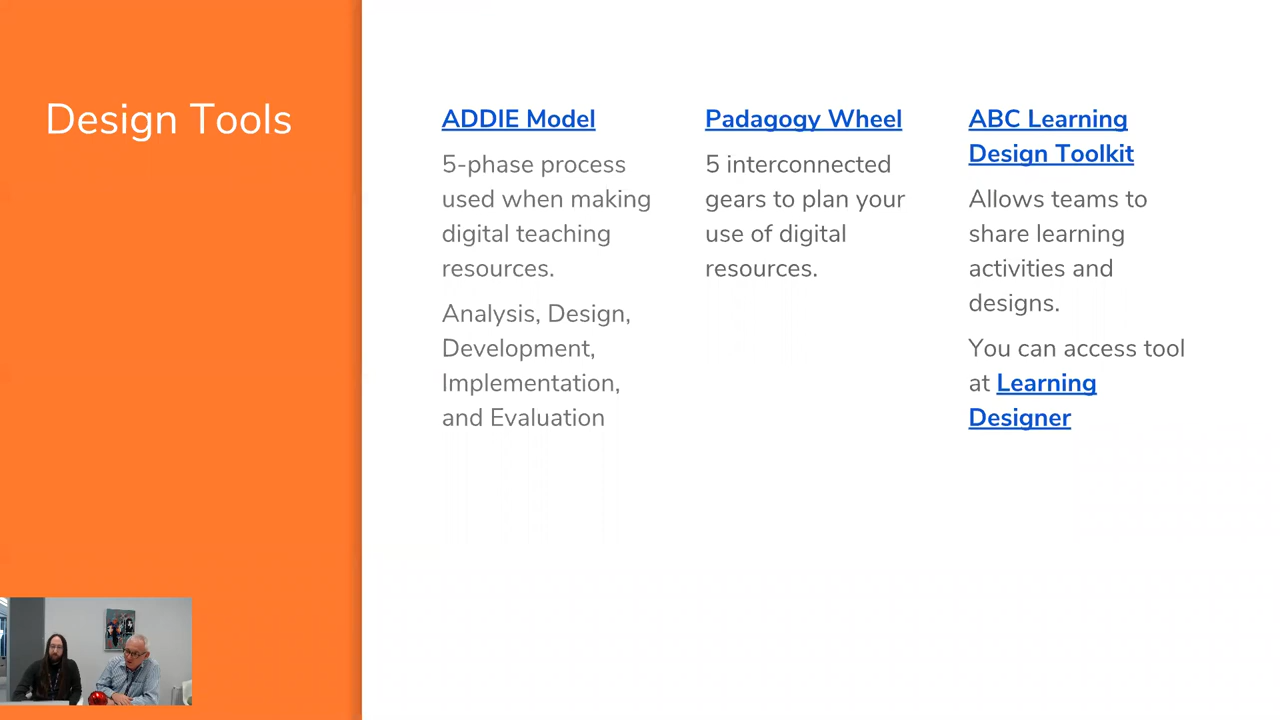 Design Tools
ADDIE Model
5-phase process
used when making
digital teaching
resources.
Analysis, Design,
Development,
Implementation,
and Evaluation
Padagogy Wheel
5 interconnected
gears to plan your
use of digital
resources.
ABC Learning
Design Toolkit
Allows teams to
share learning
activities and
designs.
You can access tool
at Learning
Designer